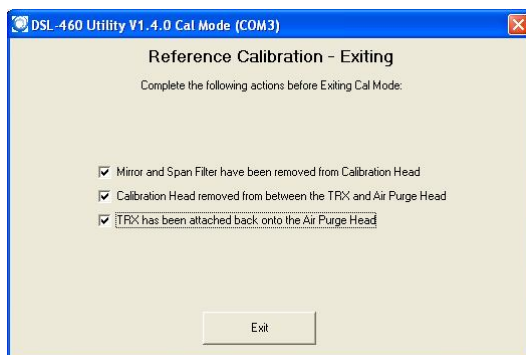 DSL-460 Utility V1.4.0 Cal Mode (COM3)
Reference Calibration - Exiting
Complete the following actions before Exiting Cal Mode:
Mirror and Span Filter have been removed from Calibration Head
Calibration Head removed from between the TRX and Air Purge Head
TRX has been attached back onto the Air Purge Head
Exit